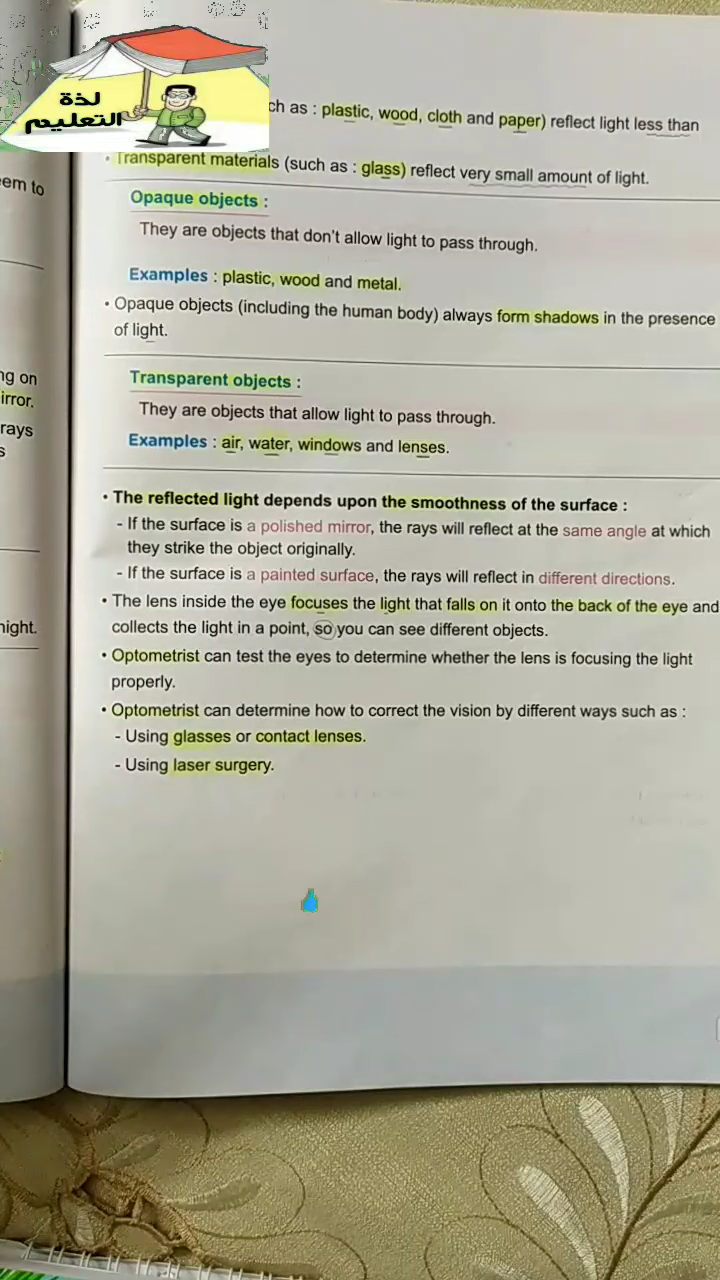 لذة
التعليم
ch as : plastic, wood, cloth and paper) reflect light less than
• Transparent materials (such as : glass) reflect very small amount of light.
Opaque objects :
They are objects that don't allow light to pass through.
Examples : plastic, wood and metal.
• Opaque objects (including the human body) always form shadows in the presence
of light.
Transparent objects :
They are objects that allow light to pass through.
Examples : air, water, windows and lenses.
• The reflected light depends upon the smoothness of the surface :
- If the surface is a polished mirror, the rays will reflect at the same angle at which
they strike the object originally.
- If the surface is a painted surface, the rays will reflect in different directions.
• The lens inside the eye focuses the light that falls on it onto the back of the eye and
collects the light in a point, so you can see different objects.
• Optometrist can test the eyes to determine whether the lens is focusing the light
properly.
• Optometrist can determine how to correct the vision by different ways such as :
- Using glasses or contact lenses.
- Using laser surgery.
em to
ng on
irror.
rays
s
night.